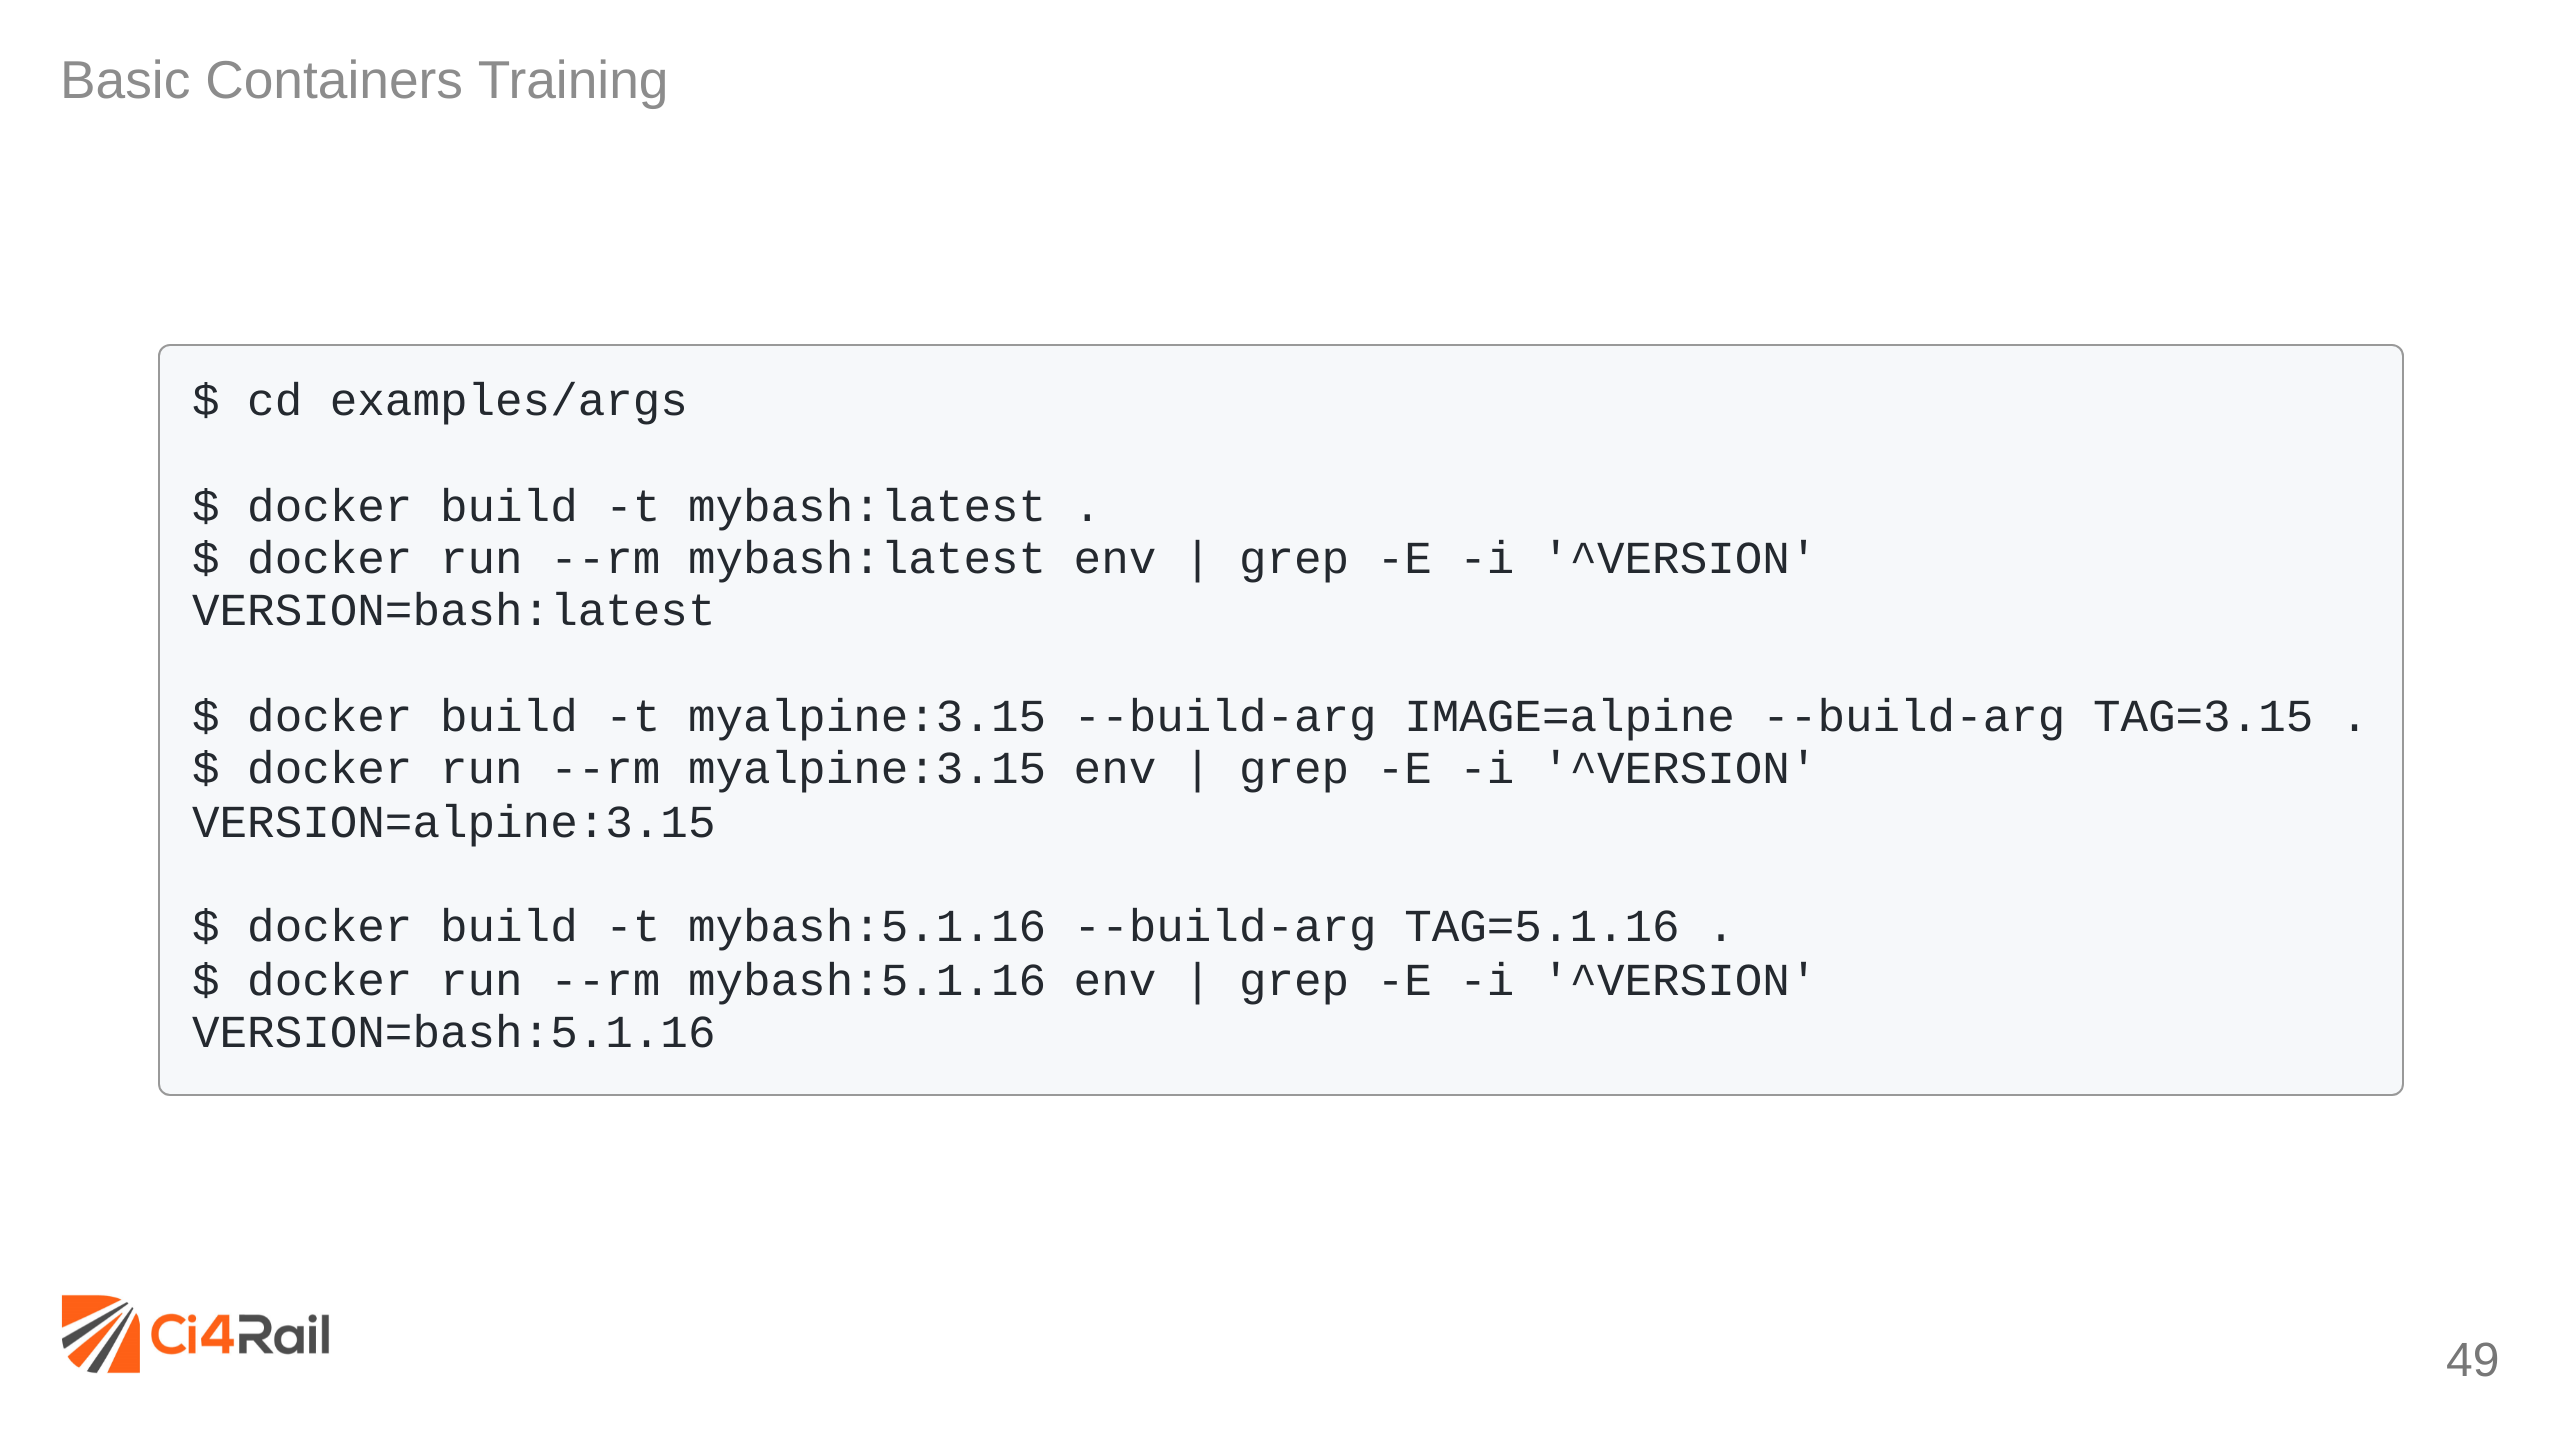 Basic Containers Training
$ cd examples/args
$ docker build -t mybash:latest .
$ docker run --rm mybash:latest env | grep -E -i '^VERSION'
VERSION=bash:latest
$ docker build -t myalpine:3.15 --build-arg IMAGE=alpine --build-arg TAG=3.15 .
$ docker run --rm myalpine:3.15 env | grep -E -i '^VERSION'
VERSION=alpine:3.15
$ docker build -t mybash:5.1.16 --build-arg TAG=5.1.16 .
$ docker run --rm mybash:5.1.16 env | grep -E -i '^VERSION'
VERSION=bash:5.1.16
Ci4Rail
49